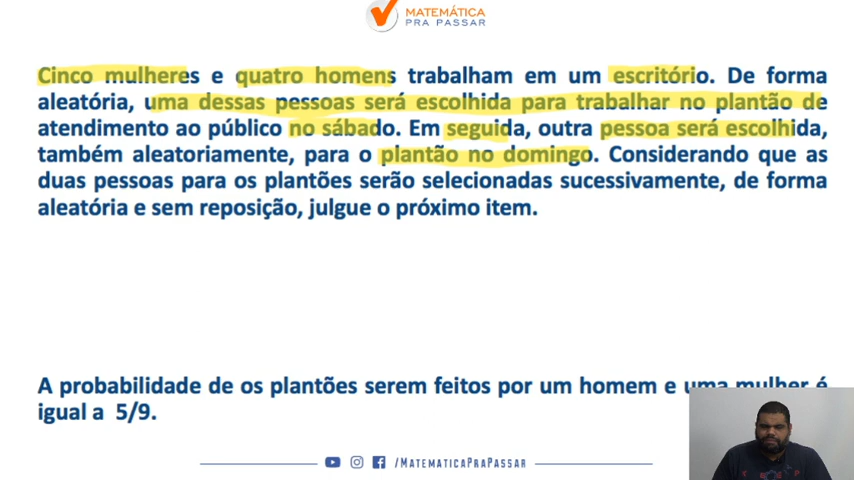 MATEMÁTICA
PRA PASSAR
Cinco mulheres e quatro homens trabalham em um escritório. De forma
aleatória, uma dessas pessoas será escolhida para trabalhar no plantão de
atendimento ao público no sábado. Em seguida, outra pessoa será escolhida,
também aleatoriamente, para o plantão no domingo. Considerando que as
duas pessoas para os plantões serão selecionadas sucessivamente, de forma
aleatória e sem reposição, julgue o próximo item.
A probabilidade de os plantões serem feitos por um homem e uma mulher é
igual a 5/9.
/MatematicaPraPassar